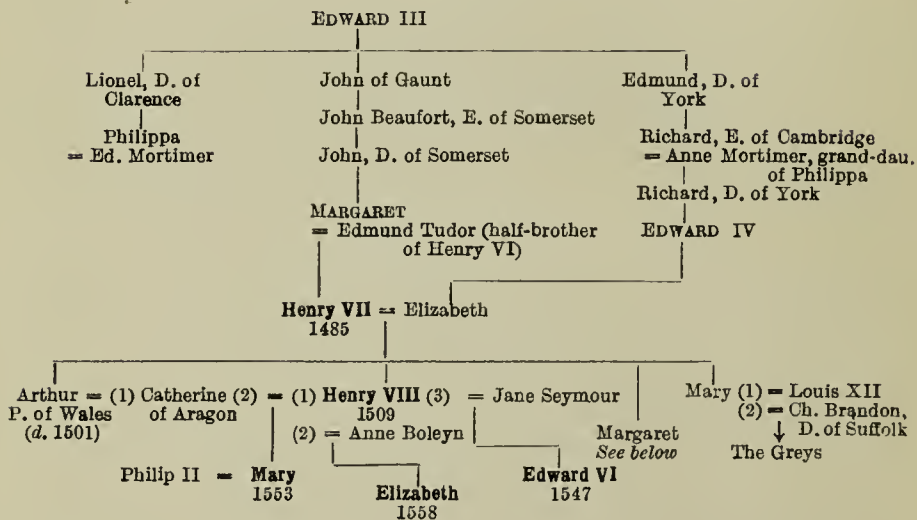 EDWARD III
Lionel, D. of
Clarence
Philippa
= Ed. Mortimer
John of Gaunt
John Beaufort, E. of Somerset
John, D. of Somerset
MARGARET
= Edmund Tudor (half-brother
of Henry VI)
Edmund, D. of
York
Richard, E. of Cambridge
= Anne Mortimer, grand-dau.
of Philippa
Richard, D. of York
EDWARD IV
Henry VII = Elizabeth
1485
Arthur = (1) Catherine (2) = (1) Henry VIII (3) = Jane Seymour
P. of Wales of Aragon 1509
(d. 1501)
(2) = Anne Boleyn
Margaret
See below
Mary (1) = Louis XII
(2) = Ch. Brandon,
D. of Suffolk
The Greys
Philip II = Mary
1553
Elizabeth
1558
Edward VI
1547